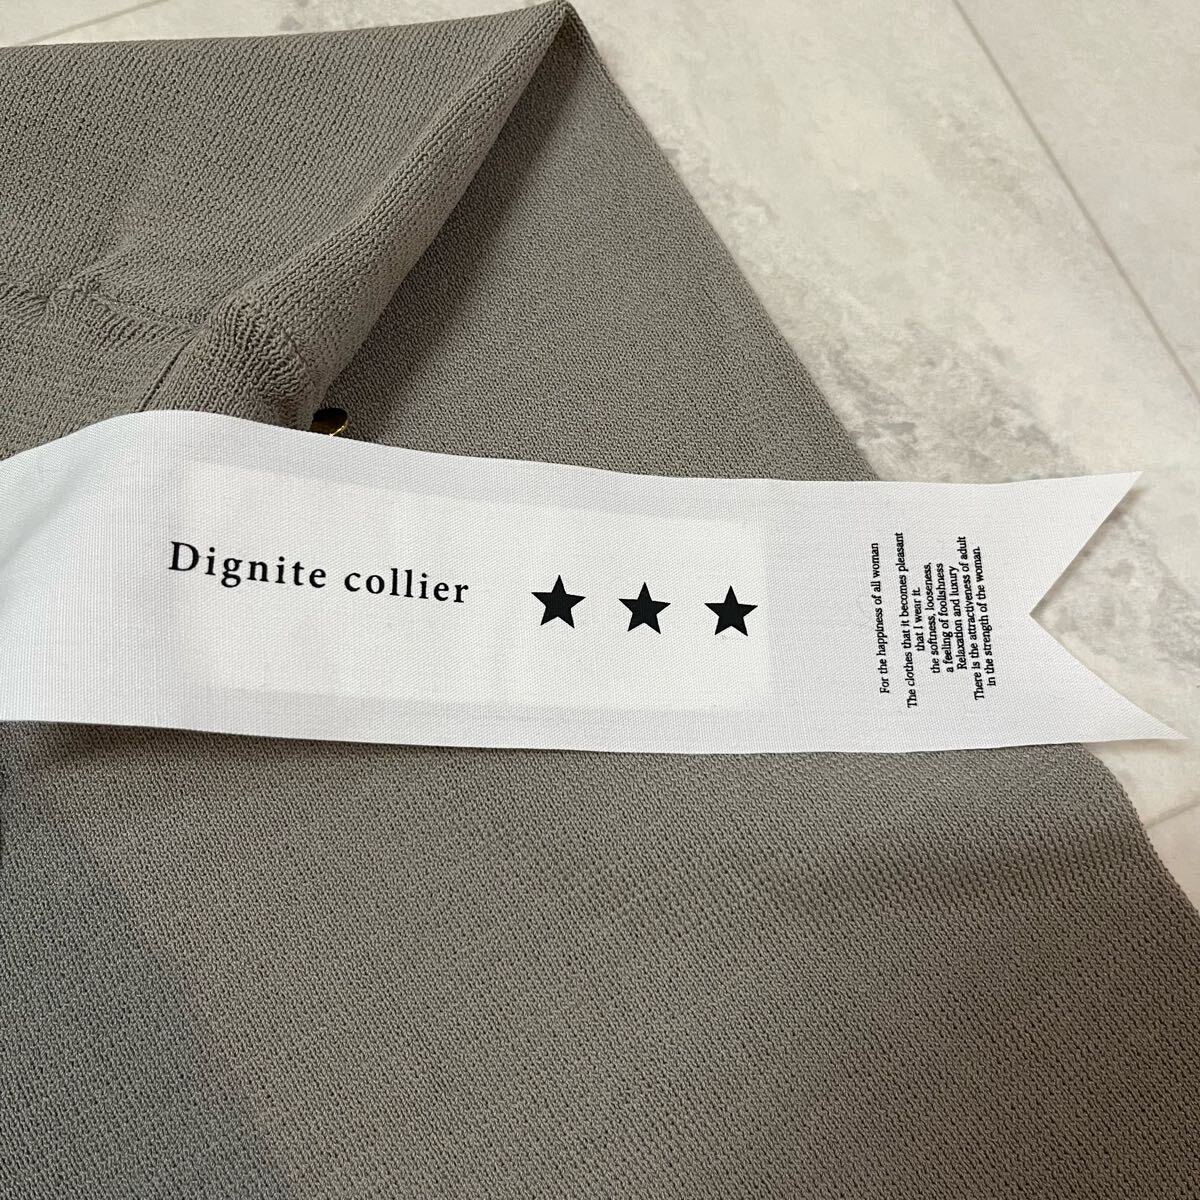 Dignite collier ★ ★ ★
For the happiness of all woman
The clothes that it becomes pleasant
that I wear it.
the softness, looseness,
a feeling of foolishness
Relaxation and luxury
There is the attractiveness of adult
in the strength of the woman.